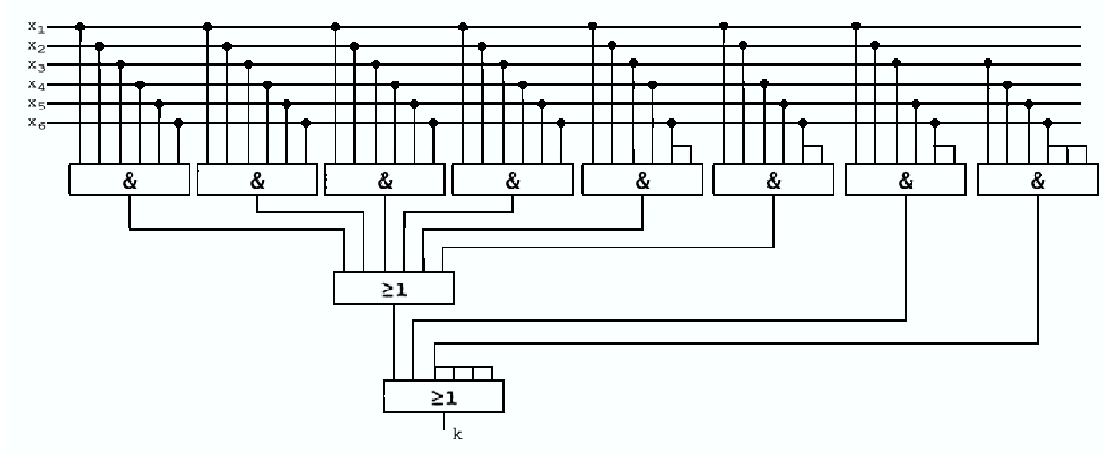 x₁
x₂
x₃
x₄
x₅
x₆
& & & & & & & &
≥1
≥1
k